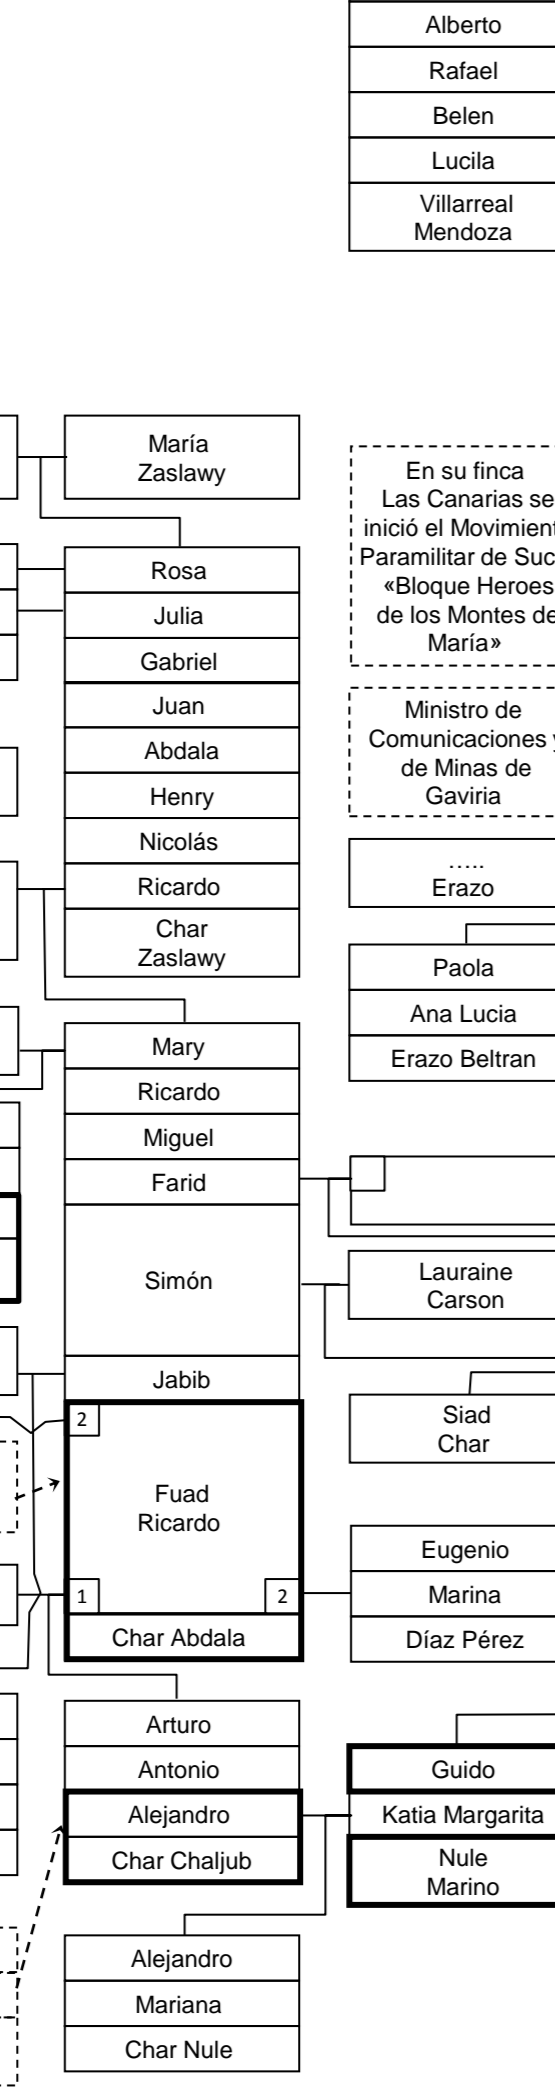 Alberto
Rafael
Belen
Lucila
Villarreal
Mendoza
María
Zaslawy
Rosa
Julia
Gabriel
Juan
Abdala
Henry
Nicolás
Ricardo
Char
Zaslawy
En su finca
Las Canarias se
inició el Movimient
Paramilitar de Suc
«Bloque Heroes
de los Montes de
María»
Ministro de
Comunicaciones y
de Minas de
Gaviria
…..
Erazo
Paola
Ana Lucia
Erazo Beltran
Mary
Ricardo
Miguel
Farid
Simón
Jabib
2
Fuad
Ricardo
1
2
Char Abdala
Lauraine
Carson
Siad
Char
Eugenio
Marina
Díaz Pérez
Arturo
Antonio
Alejandro
Char Chaljub
Guido
Katia Margarita
Nule
Marino
Alejandro
Mariana
Char Nule